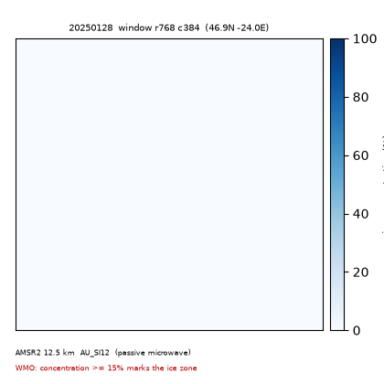 20250128 window r768 c384 (46.9N -24.0E)
100
80
60
40
20
0
AMSR2 12.5 km AU_SI12 (passive microwave)
WMO: concentration >= 15% marks the ice zone